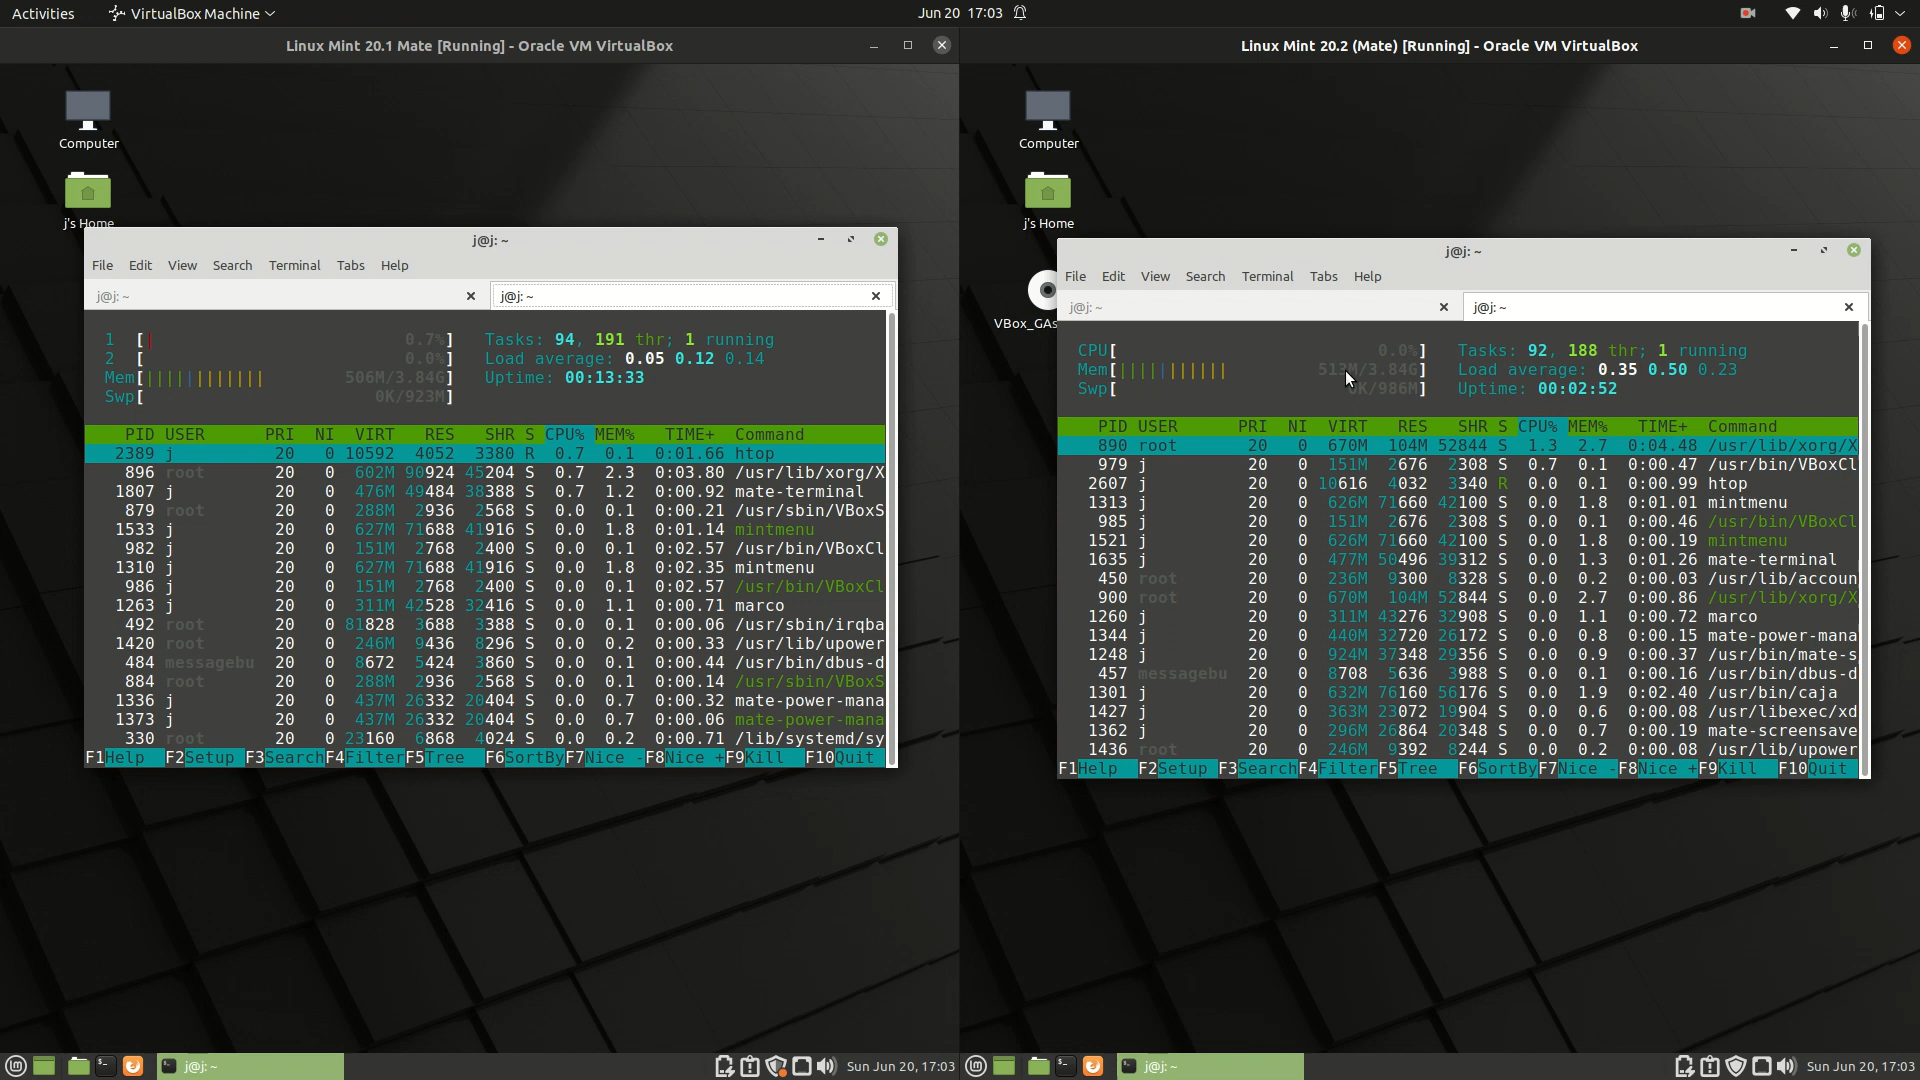 Activities VirtualBox Machine Jun 20 17:03
Linux Mint 20.1 Mate [Running] - Oracle VM VirtualBox
Computer
j's Home
j@j: ~
File Edit View Search Terminal Tabs Help
j@j: ~ j@j: ~
1 [| 0.7%] Tasks: 94, 191 thr; 1 running
2 [ 0.0%] Load average: 0.05 0.12 0.14
Mem[|||||||||||| 506M/3.84G] Uptime: 00:13:33
Swp[ 0K/923M]
PID USER PRI NI VIRT RES SHR S CPU% MEM% TIME+ Command
2389 j 20 0 10592 4052 3380 R 0.7 0.1 0:01.66 htop
896 root 20 0 602M 90924 45204 S 0.7 2.3 0:03.80 /usr/lib/xorg/X
1807 j 20 0 476M 49484 38388 S 0.7 1.2 0:00.92 mate-terminal
879 root 20 0 288M 2936 2568 S 0.0 0.1 0:00.21 /usr/sbin/VBoxS
1533 j 20 0 627M 71688 41916 S 0.0 1.8 0:01.14 mintmenu
982 j 20 0 151M 2768 2400 S 0.0 0.1 0:02.57 /usr/bin/VBoxCl
1310 j 20 0 627M 71688 41916 S 0.0 1.8 0:02.35 mintmenu
986 j 20 0 151M 2768 2400 S 0.0 0.1 0:02.57 /usr/bin/VBoxCl
1263 j 20 0 311M 42528 32416 S 0.0 1.1 0:00.71 marco
492 root 20 0 81828 3688 3388 S 0.0 0.1 0:00.06 /usr/sbin/irqba
1420 root 20 0 246M 9436 8296 S 0.0 0.2 0:00.33 /usr/lib/upower
484 messagebu 20 0 8672 5424 3860 S 0.0 0.1 0:00.44 /usr/bin/dbus-d
884 root 20 0 288M 2936 2568 S 0.0 0.1 0:00.14 /usr/sbin/VBoxS
1336 j 20 0 437M 26332 20404 S 0.0 0.7 0:00.32 mate-power-mana
1373 j 20 0 437M 26332 20404 S 0.0 0.7 0:00.06 mate-power-mana
330 root 20 0 23160 6868 4024 S 0.0 0.2 0:00.71 /lib/systemd/sy
F1Help F2Setup F3SearchF4FilterF5Tree F6SortByF7Nice -F8Nice +F9Kill F10Quit
j@j: ~ Sun Jun 20, 17:03
Linux Mint 20.2 (Mate) [Running] - Oracle VM VirtualBox
Computer
j's Home
VBox_GAs
j@j: ~
File Edit View Search Terminal Tabs Help
j@j: ~ j@j: ~
CPU[ 0.0%] Tasks: 92, 188 thr; 1 running
Mem[||||||||||| 513M/3.84G] Load average: 0.35 0.50 0.23
Swp[ 0K/986M] Uptime: 00:02:52
PID USER PRI NI VIRT RES SHR S CPU% MEM% TIME+ Command
890 root 20 0 670M 104M 52844 S 1.3 2.7 0:04.48 /usr/lib/xorg/X
979 j 20 0 151M 2676 2308 S 0.7 0.1 0:00.47 /usr/bin/VBoxCl
2607 j 20 0 10616 4032 3340 R 0.0 0.1 0:00.99 htop
1313 j 20 0 626M 71660 42100 S 0.0 1.8 0:01.01 mintmenu
985 j 20 0 151M 2676 2308 S 0.0 0.1 0:00.46 /usr/bin/VBoxCl
1521 j 20 0 626M 71660 42100 S 0.0 1.8 0:00.19 mintmenu
1635 j 20 0 477M 50496 39312 S 0.0 1.3 0:01.26 mate-terminal
450 root 20 0 236M 9300 8328 S 0.0 0.2 0:00.03 /usr/lib/accoun
900 root 20 0 670M 104M 52844 S 0.0 2.7 0:00.86 /usr/lib/xorg/X
1260 j 20 0 311M 43276 32908 S 0.0 1.1 0:00.72 marco
1344 j 20 0 440M 32720 26172 S 0.0 0.8 0:00.15 mate-power-mana
1248 j 20 0 924M 37348 29356 S 0.0 0.9 0:00.37 /usr/bin/mate-s
457 messagebu 20 0 8708 5636 3988 S 0.0 0.1 0:00.16 /usr/bin/dbus-d
1301 j 20 0 632M 76160 56176 S 0.0 1.9 0:02.40 /usr/bin/caja
1427 j 20 0 363M 23072 19904 S 0.0 0.6 0:00.08 /usr/libexec/xd
1362 j 20 0 296M 26864 20348 S 0.0 0.7 0:00.19 mate-screensave
1436 root 20 0 246M 9392 8244 S 0.0 0.2 0:00.08 /usr/lib/upower
F1Help F2Setup F3SearchF4FilterF5Tree F6SortByF7Nice -F8Nice +F9Kill F10Quit
j@j: ~ Sun Jun 20, 17:03